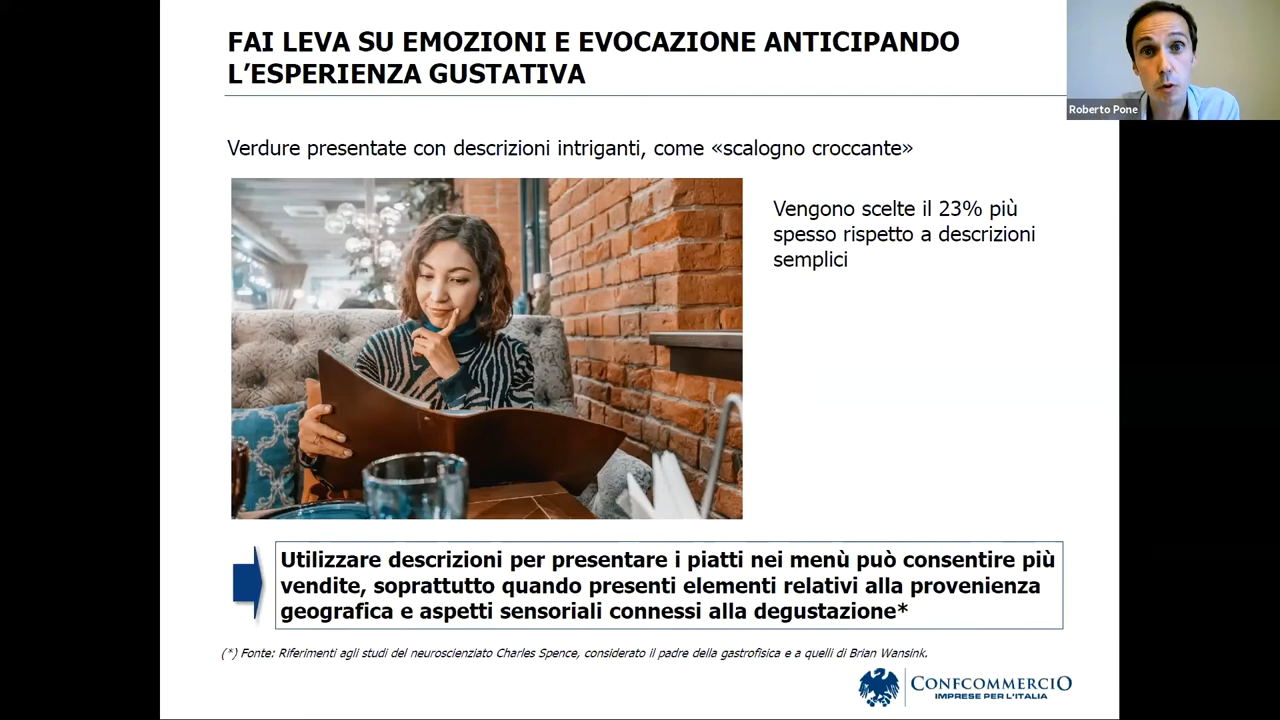 FAI LEVA SU EMOZIONI E EVOCAZIONE ANTICIPANDO
L'ESPERIENZA GUSTATIVA
Roberto Pone
Verdure presentate con descrizioni intriganti, come «scalogno croccante»
Vengono scelte il 23% più
spesso rispetto a descrizioni
semplici
Utilizzare descrizioni per presentare i piatti nei menù può consentire più
vendite, soprattutto quando presenti elementi relativi alla provenienza
geografica e aspetti sensoriali connessi alla degustazione*
(*) Fonte: Riferimenti agli studi del neuroscienziato Charles Spence, considerato il padre della gastrofisica e a quelli di Brian Wansink.
CONFCOMMERCIO
IMPRESE PER L'ITALIA